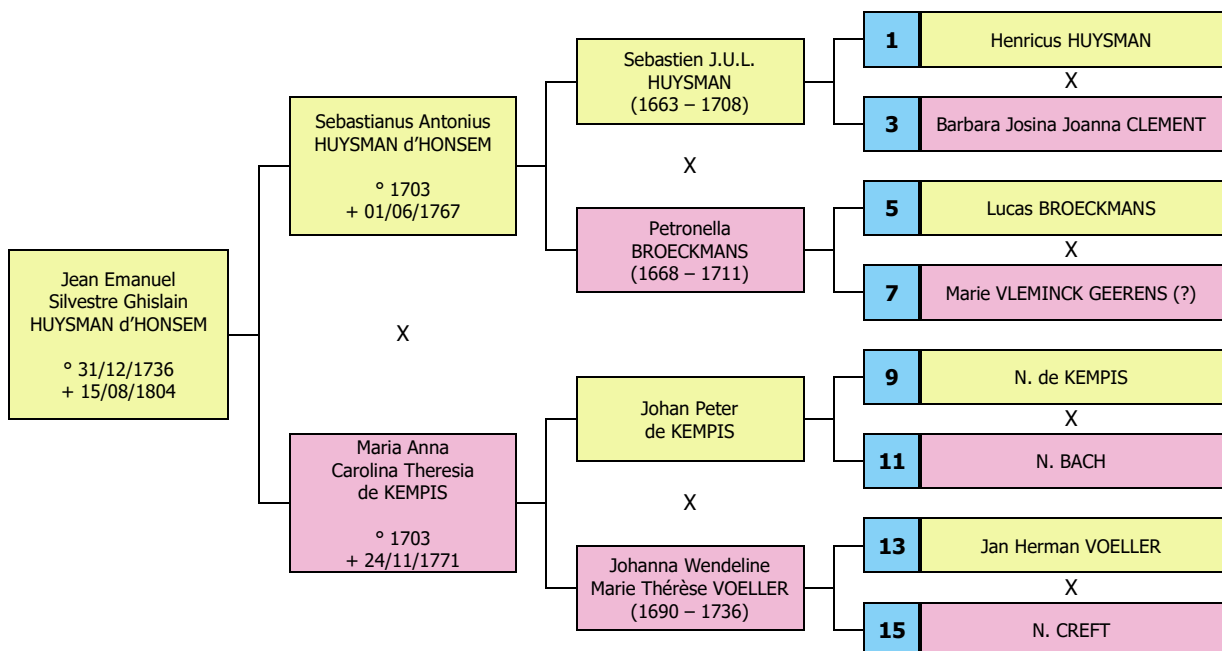 Jean Emanuel
Silvestre Ghislain
HUYSMAN d'HONSEM
° 31/12/1736
+ 15/08/1804
Sebastianus Antonius
HUYSMAN d'HONSEM
° 1703
+ 01/06/1767
X
Maria Anna
Carolina Theresia
de KEMPIS
° 1703
+ 24/11/1771
Sebastien J.U.L.
HUYSMAN
(1663 – 1708)
X
Petronella
BROECKMANS
(1668 – 1711)
Johan Peter
de KEMPIS
X
Johanna Wendeline
Marie Thérèse VOELLER
(1690 – 1736)
1 Henricus HUYSMAN
X
3 Barbara Josina Joanna CLEMENT
5 Lucas BROECKMANS
X
7 Marie VLEMINCK GEERENS (?)
9 N. de KEMPIS
X
11 N. BACH
13 Jan Herman VOELLER
X
15 N. CREFT